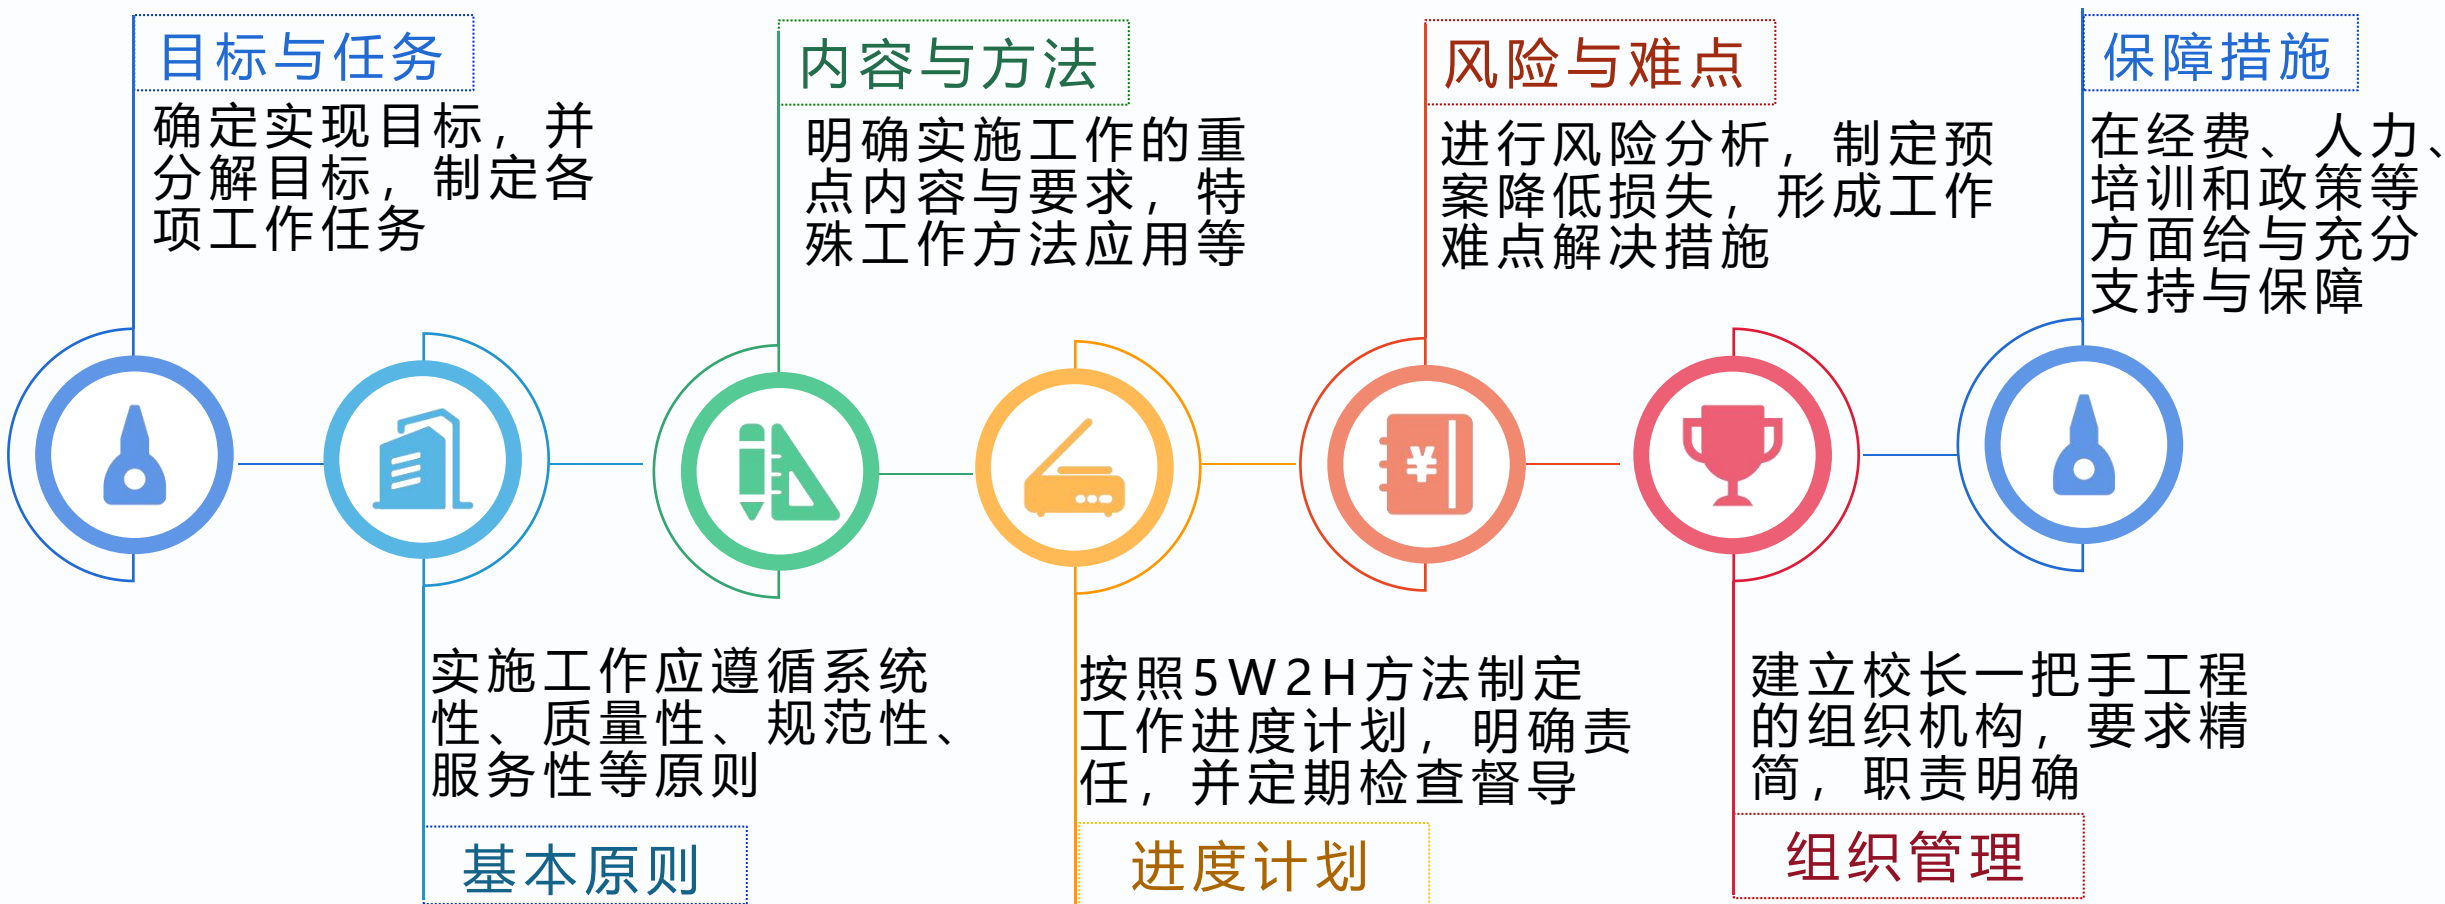 目标与任务
确定实现目标，并
分解目标，制定各
项工作任务
实施工作应遵循系统
性、质量性、规范性、
服务性等原则
基本原则
内容与方法
明确实施工作的重
点内容与要求，特
殊工作方法应用等
按照5W2H方法制定
工作进度计划，明确责
任，并定期检查督导
进度计划
风险与难点
进行风险分析，制定预
案降低损失，形成工作
难点解决措施
¥
建立校长一把手工程
的组织机构，要求精
简，职责明确
组织管理
保障措施
在经费、人力、
培训和政策等
方面给与充分
支持与保障